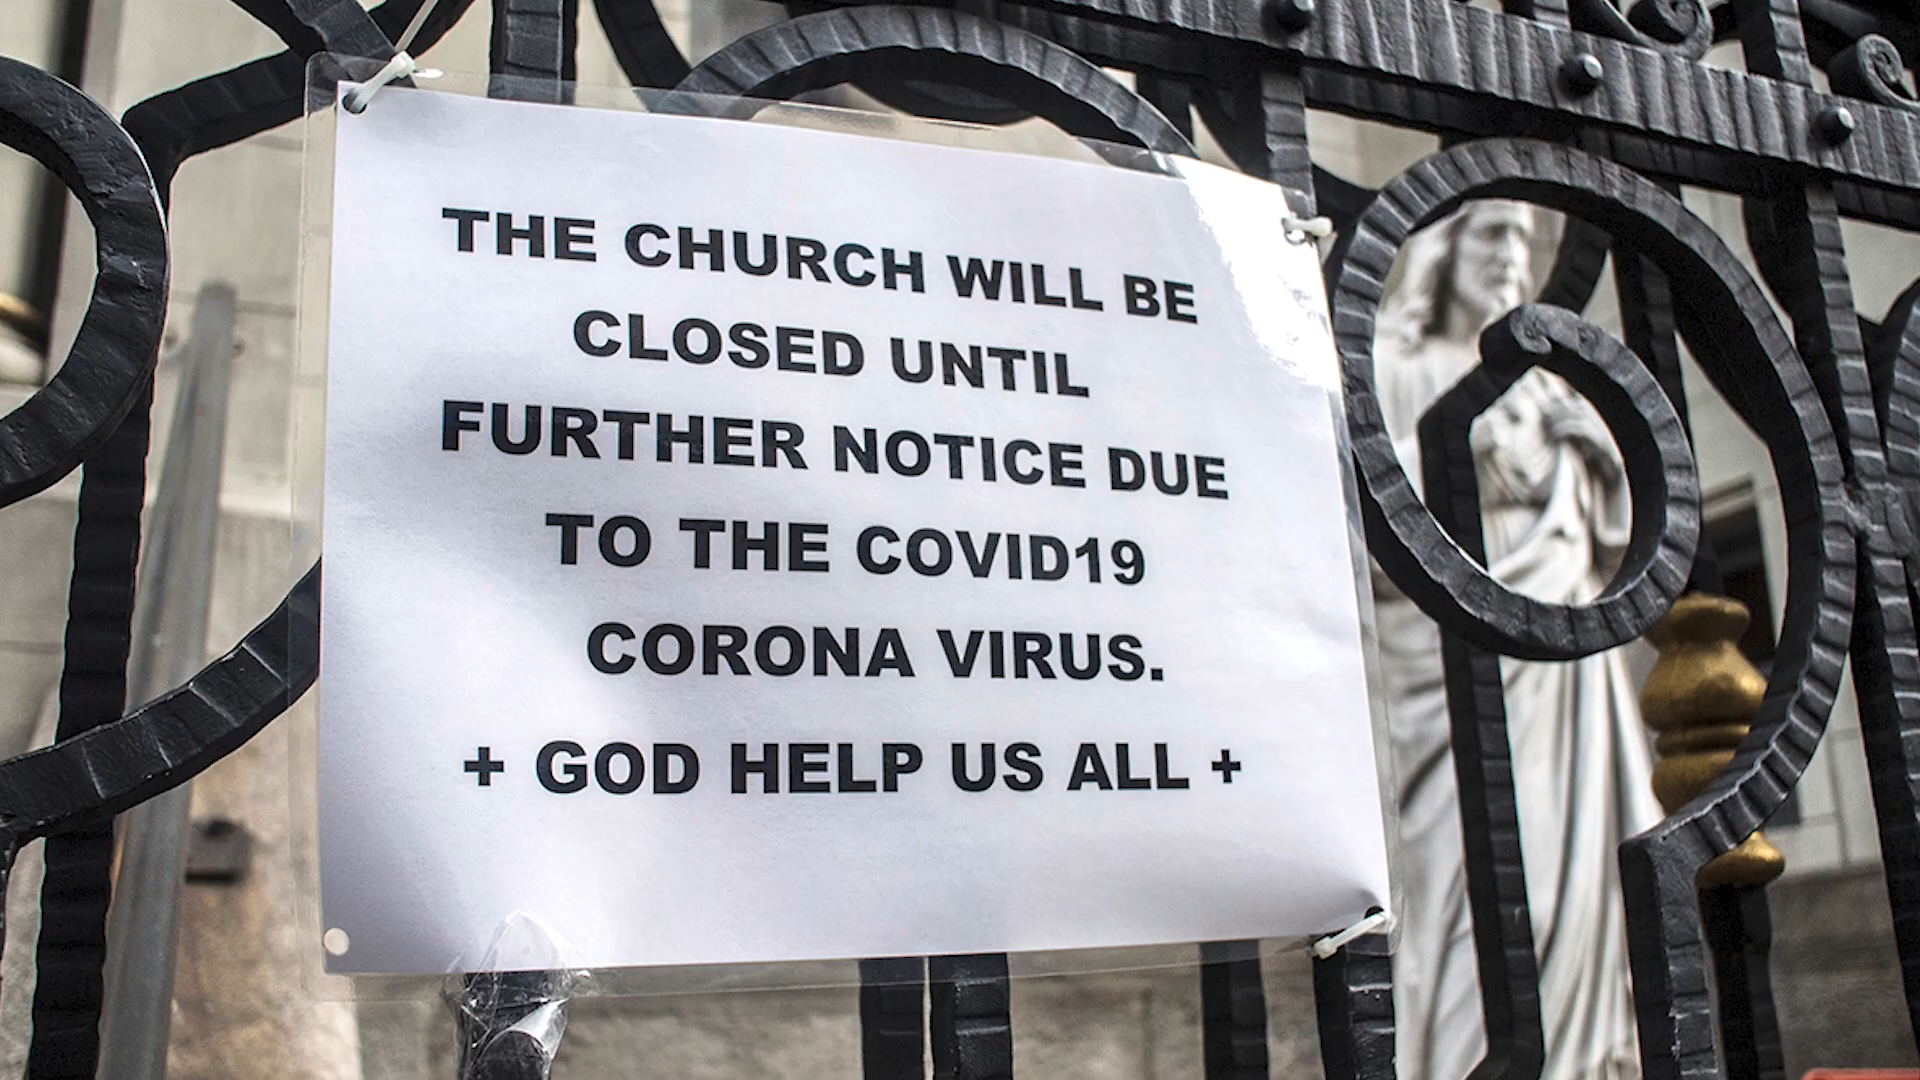 THE CHURCH WILL BE
CLOSED UNTIL
FURTHER NOTICE DUE
TO THE COVID19
CORONA VIRUS.
+ GOD HELP US ALL +